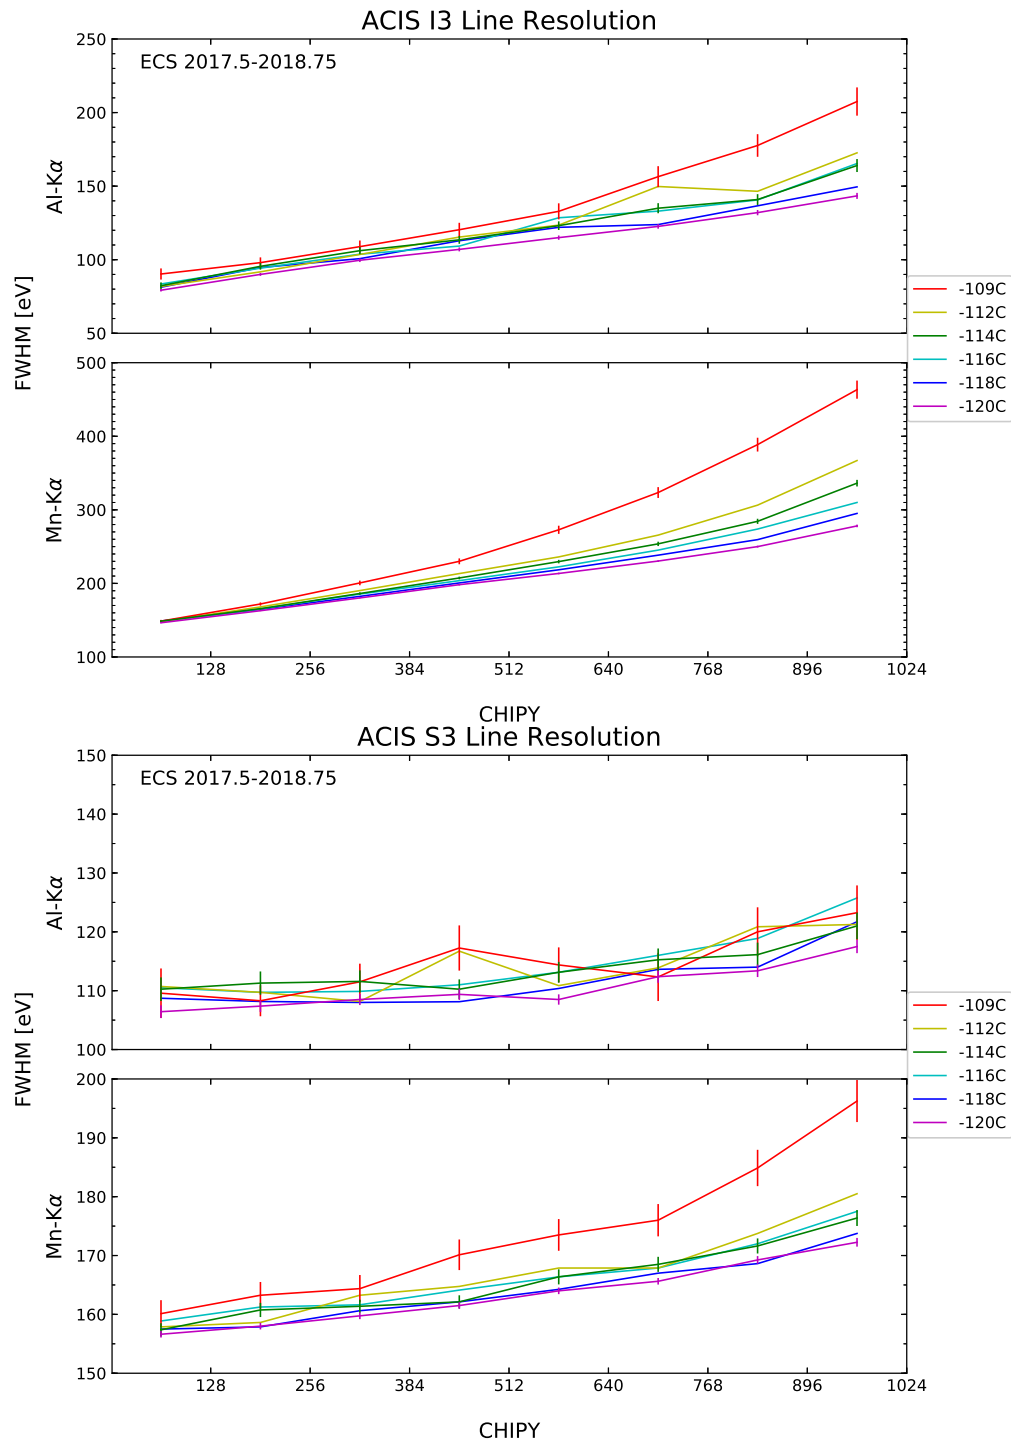 ACIS I3 Line Resolution
ECS 2017.5-2018.75
250
200
150
100
50
Al-Kα
FWHM [eV]
500
400
300
200
100
Mn-Kα
128 256 384 512 640 768 896 1024
CHIPY
-109C
-112C
-114C
-116C
-118C
-120C
ACIS S3 Line Resolution
ECS 2017.5-2018.75
150
140
130
120
110
100
Al-Kα
FWHM [eV]
200
190
180
170
160
150
Mn-Kα
128 256 384 512 640 768 896 1024
CHIPY
-109C
-112C
-114C
-116C
-118C
-120C